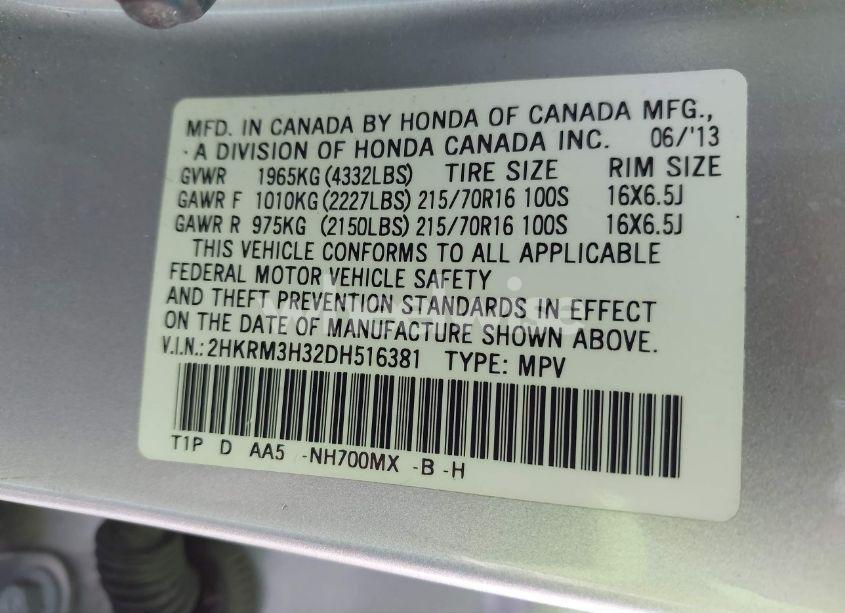 MFD. IN CANADA BY HONDA OF CANADA MFG.,
A DIVISION OF HONDA CANADA INC. 06/'13
GVWR 1965KG (4332LBS) TIRE SIZE RIM SIZE
GAWR F 1010KG (2227LBS) 215/70R16 100S 16X6.5J
GAWR R 975KG (2150LBS) 215/70R16 100S 16X6.5J
THIS VEHICLE CONFORMS TO ALL APPLICABLE
FEDERAL MOTOR VEHICLE SAFETY
AND THEFT PREVENTION STANDARDS IN EFFECT
ON THE DATE OF MANUFACTURE SHOWN ABOVE.
V.I.N.: 2HKRM3H32DH516381 TYPE: MPV
T1P D AA5 -NH700MX -B -H